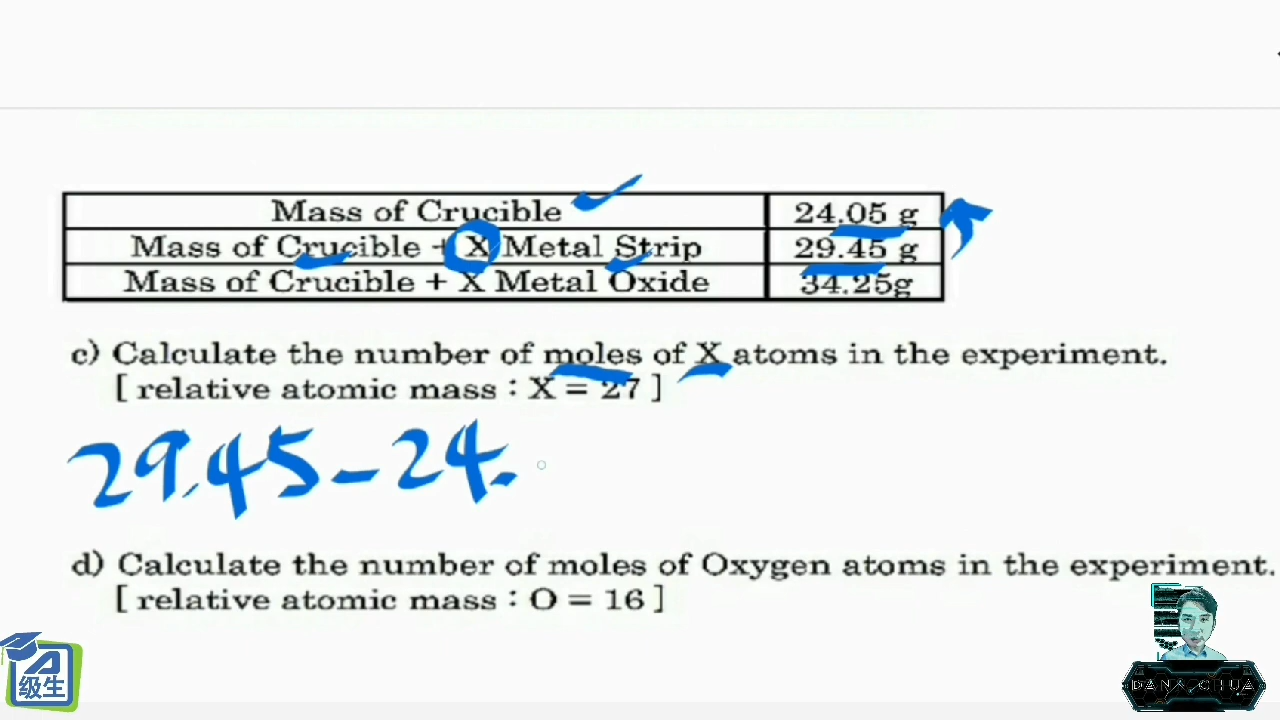 Mass of Crucible 24.05 g
Mass of Crucible + X Metal Strip 29.45 g
Mass of Crucible + X Metal Oxide 34.25g
c) Calculate the number of moles of X atoms in the experiment.
[ relative atomic mass : X = 27 ]
29.45 - 24.
d) Calculate the number of moles of Oxygen atoms in the experiment.
[ relative atomic mass : O = 16 ]
A
级生